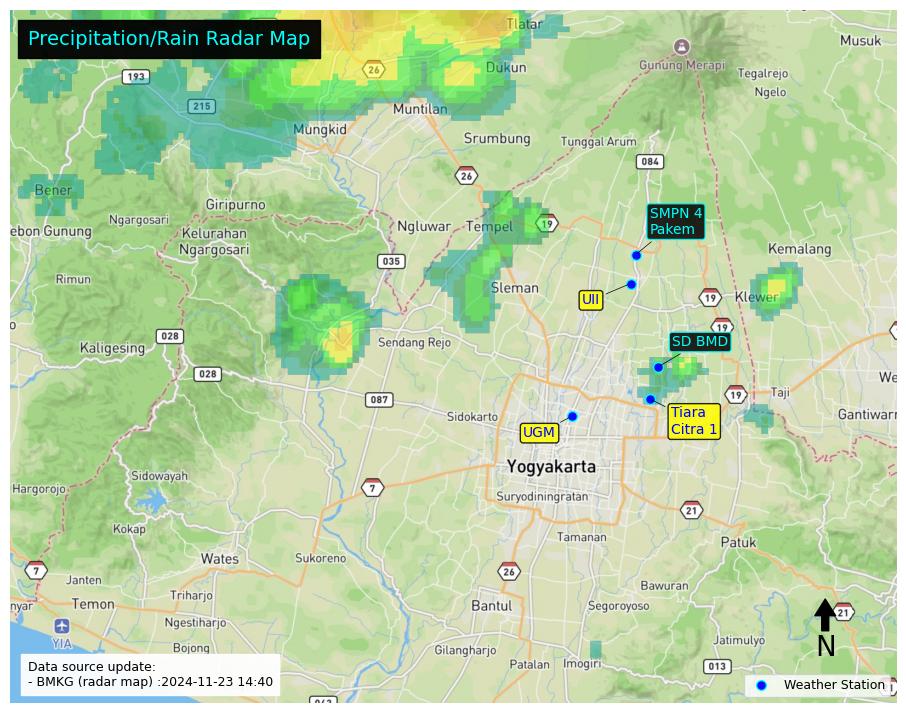 Precipitation/Rain Radar Map
Tlatar
Musuk
26
Dukun
Gunung Merapi
Tegalrejo
193
Ngelo
215
Muntilan
Mungkid
Srumbung
Tunggal Arum
084
26
Bener
Giripurno
SMPN 4
Pakem
Ngargosari
Ngluwar
Tempel
19
ebon Gunung
Kelurahan
Ngargosari
Kemalang
035
Rimun
Sleman
UII
19
Klewer
19
028
Kaligesing
Sendang Rejo
SD BMD
028
We
087
19
Taji
Sidokarto
Tiara
Citra 1
Gantiwarn
UGM
Yogyakarta
Sidowayah
Hargorojo
7
Suryodiningratan
21
Kokap
Tamanan
Patuk
Wates
Sukoreno
7
26
Janten
Bawuran
Triharjo
nyar
Temon
Bantul
Segoroyoso
21
Ngestiharjo
YIA
N
Jatimulyo
Bojong
Gilangharjo
Patalan
Imogiri
013
Data source update:
- BMKG (radar map) :2024-11-23 14:40
Weather Station